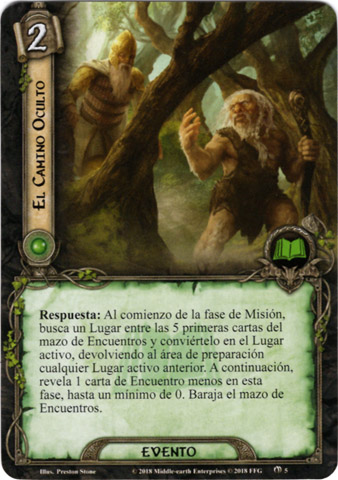 2
El Camino Oculto
Respuesta: Al comienzo de la fase de Misión,
busca un Lugar entre las 5 primeras cartas del
mazo de Encuentros y conviértelo en el Lugar
activo, devolviendo al área de preparación
cualquier Lugar activo anterior. A continuación,
revela 1 carta de Encuentro menos en esta
fase, hasta un mínimo de 0. Baraja el mazo de
Encuentros.
EVENTO
Illus. Preston Stone
© 2018 Middle-earth Enterprises © 2018 FFG
5